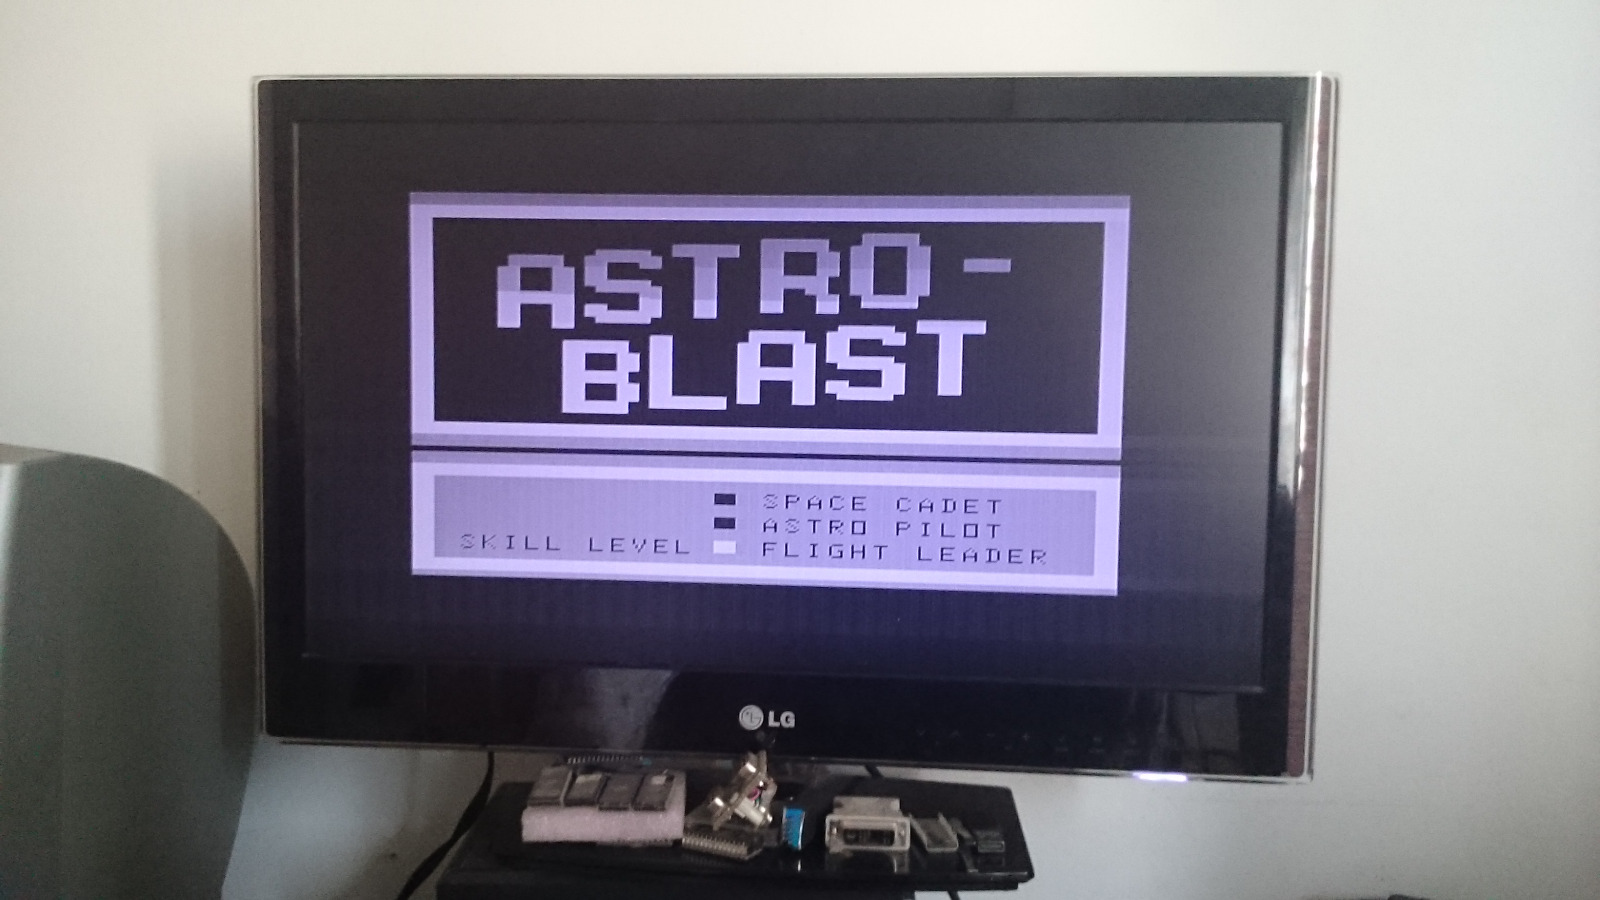 ASTRO-
BLAST
SPACE CADET
ASTRO PILOT
SKILL LEVEL FLIGHT LEADER
LG